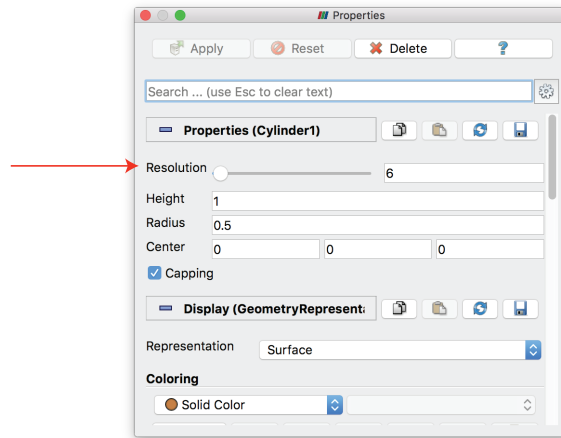 Properties
Apply Reset Delete ?
Search ... (use Esc to clear text)
Properties (Cylinder1)
Resolution 6
Height 1
Radius 0.5
Center 0 0 0
Capping
Display (GeometryRepresenta
Representation Surface
Coloring
Solid Color